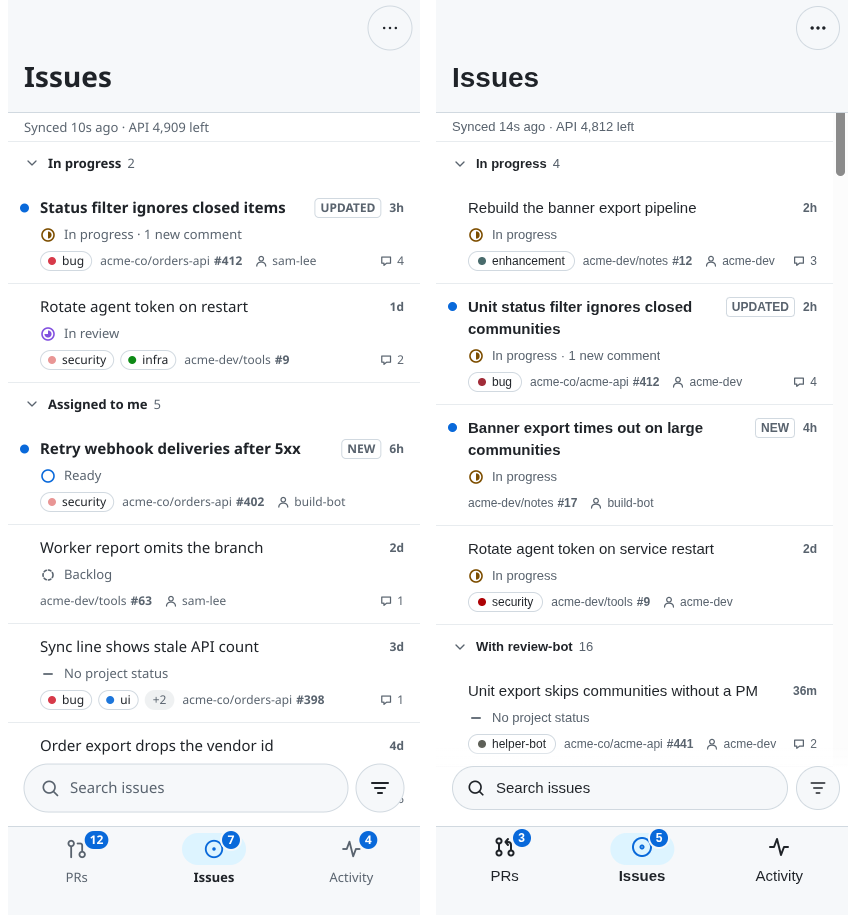 Issues
Synced 10s ago · API 4,909 left
In progress 2
Status filter ignores closed items UPDATED 3h
In progress · 1 new comment
bug acme-co/orders-api #412 sam-lee 4
Rotate agent token on restart 1d
In review
security infra acme-dev/tools #9 2
Assigned to me 5
Retry webhook deliveries after 5xx NEW 6h
Ready
security acme-co/orders-api #402 build-bot
Worker report omits the branch 2d
Backlog
acme-dev/tools #63 sam-lee 1
Sync line shows stale API count 3d
No project status
bug ui +2 acme-co/orders-api #398 1
Order export drops the vendor id 4d
Search issues
12 7 4
PRs Issues Activity
Issues
Synced 14s ago · API 4,812 left
In progress 4
Rebuild the banner export pipeline 2h
In progress
enhancement acme-dev/notes #12 acme-dev 3
Unit status filter ignores closed UPDATED 2h
communities
In progress · 1 new comment
bug acme-co/acme-api #412 acme-dev 4
Banner export times out on large NEW 4h
communities
In progress
acme-dev/notes #17 build-bot
Rotate agent token on service restart 2d
In progress
security acme-dev/tools #9 acme-dev
With review-bot 16
Unit export skips communities without a PM 36m
No project status
helper-bot acme-co/acme-api #441 acme-dev 2
Search issues
3 5
PRs Issues Activity